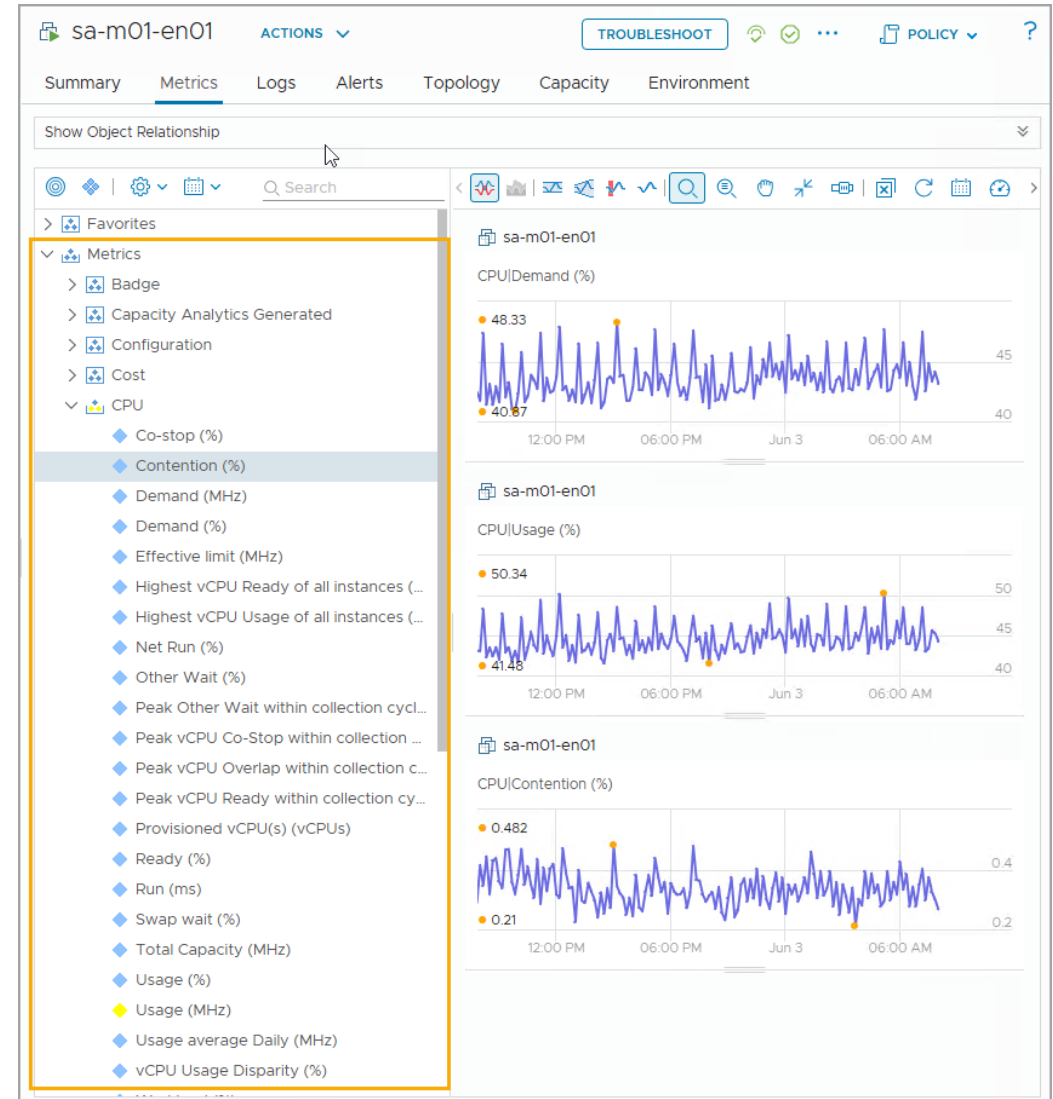 sa-m01-en01 ACTIONS TROUBLESHOOT ... POLICY ?
Summary Metrics Logs Alerts Topology Capacity Environment
Show Object Relationship
Search
Favorites
Metrics
Badge
Capacity Analytics Generated
Configuration
Cost
CPU
Co-stop (%)
Contention (%)
Demand (MHz)
Demand (%)
Effective limit (MHz)
Highest vCPU Ready of all instances (...
Highest vCPU Usage of all instances (...
Net Run (%)
Other Wait (%)
Peak Other Wait within collection cycl...
Peak vCPU Co-Stop within collection ...
Peak vCPU Overlap within collection c...
Peak vCPU Ready within collection cy...
Provisioned vCPU(s) (vCPUs)
Ready (%)
Run (ms)
Swap wait (%)
Total Capacity (MHz)
Usage (%)
Usage (MHz)
Usage average Daily (MHz)
vCPU Usage Disparity (%)
sa-m01-en01
CPU|Demand (%)
48.33
45
40.87
40
12:00 PM 06:00 PM Jun 3 06:00 AM
sa-m01-en01
CPU|Usage (%)
50.34
50
45
41.48
40
12:00 PM 06:00 PM Jun 3 06:00 AM
sa-m01-en01
CPU|Contention (%)
0.482
0.4
0.21
0.2
12:00 PM 06:00 PM Jun 3 06:00 AM